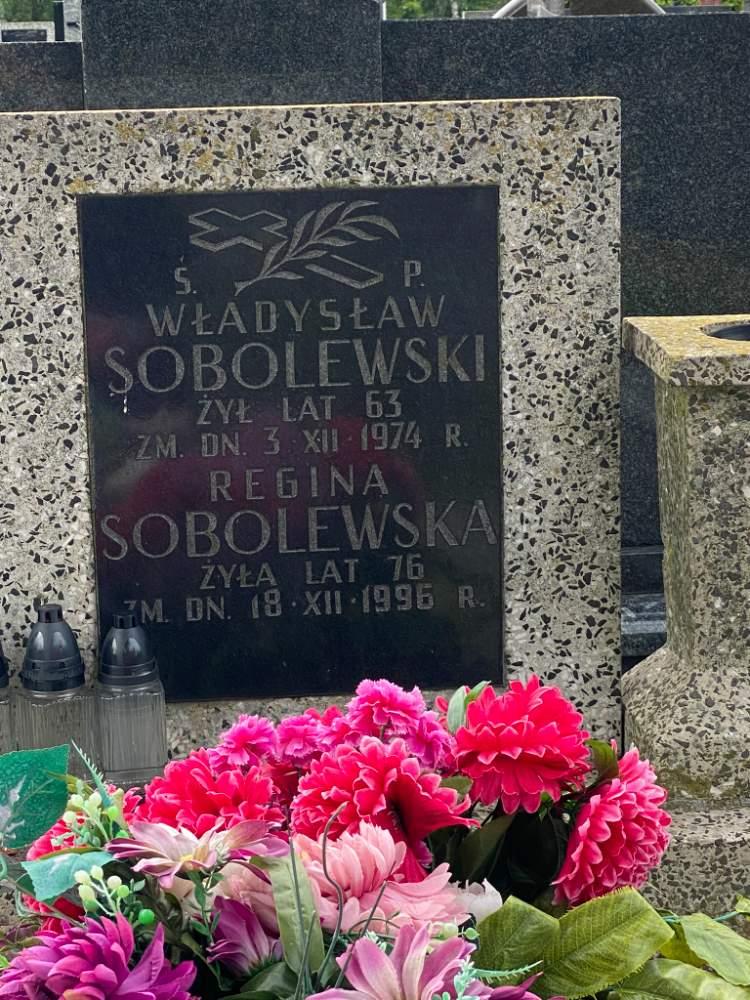 Ś. P.
WŁADYSŁAW
SOBOLEWSKI
ŻYŁ LAT 63
ZM. DN. 3 · XII · 1974 R.
REGINA
SOBOLEWSKA
ŻYŁA LAT 76
ZM. DN. 18 · XII · 1996 R.